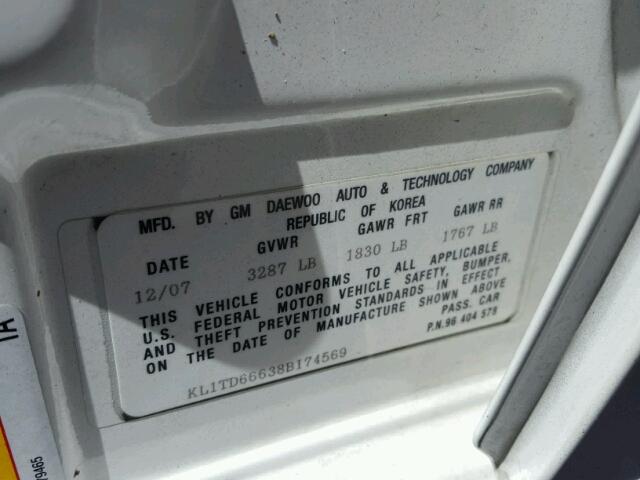 MFD. BY GM DAEWOO AUTO & TECHNOLOGY COMPANY
REPUBLIC OF KOREA
DATE GVWR GAWR FRT GAWR RR
12/07 3287 LB 1830 LB 1767 LB
THIS VEHICLE CONFORMS TO ALL APPLICABLE
U.S. FEDERAL MOTOR VEHICLE SAFETY, BUMPER,
AND THEFT PREVENTION STANDARDS IN EFFECT
ON THE DATE OF MANUFACTURE SHOWN ABOVE
PASS. CAR
KL1TD66638B174569
P.N.96 404 578